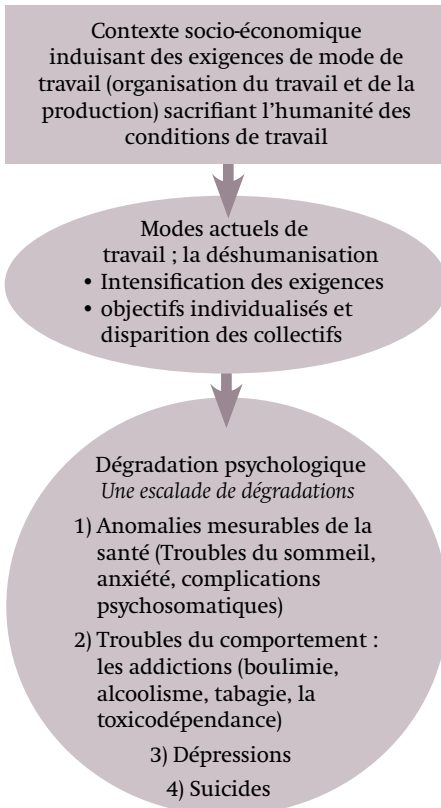 Contexte socio-économique
induisant des exigences de mode de
travail (organisation du travail et de la
production) sacrifiant l'humanité des
conditions de travail
Modes actuels de
travail ; la déshumanisation
• Intensification des exigences
• objectifs individualisés et
disparition des collectifs
Dégradation psychologique
Une escalade de dégradations
1) Anomalies mesurables de la
santé (Troubles du sommeil,
anxiété, complications
psychosomatiques)
2) Troubles du comportement :
les addictions (boulimie,
alcoolisme, tabagie, la
toxicodépendance)
3) Dépressions
4) Suicides